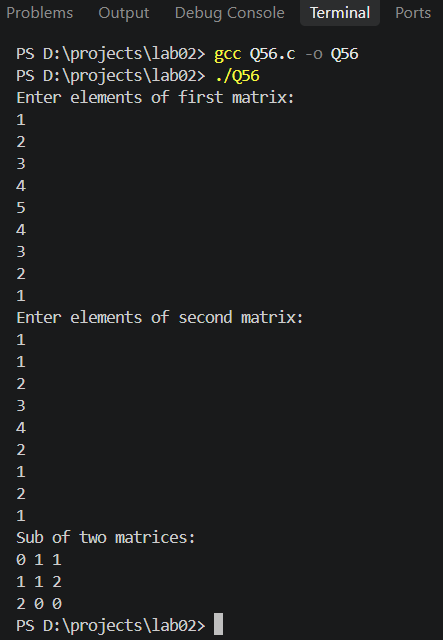 Problems Output Debug Console Terminal Ports
PS D:\projects\lab02> gcc Q56.c -o Q56
PS D:\projects\lab02> ./Q56
Enter elements of first matrix:
1
2
3
4
5
4
3
2
1
Enter elements of second matrix:
1
1
2
3
4
2
1
2
1
Sub of two matrices:
0 1 1
1 1 2
2 0 0
PS D:\projects\lab02>